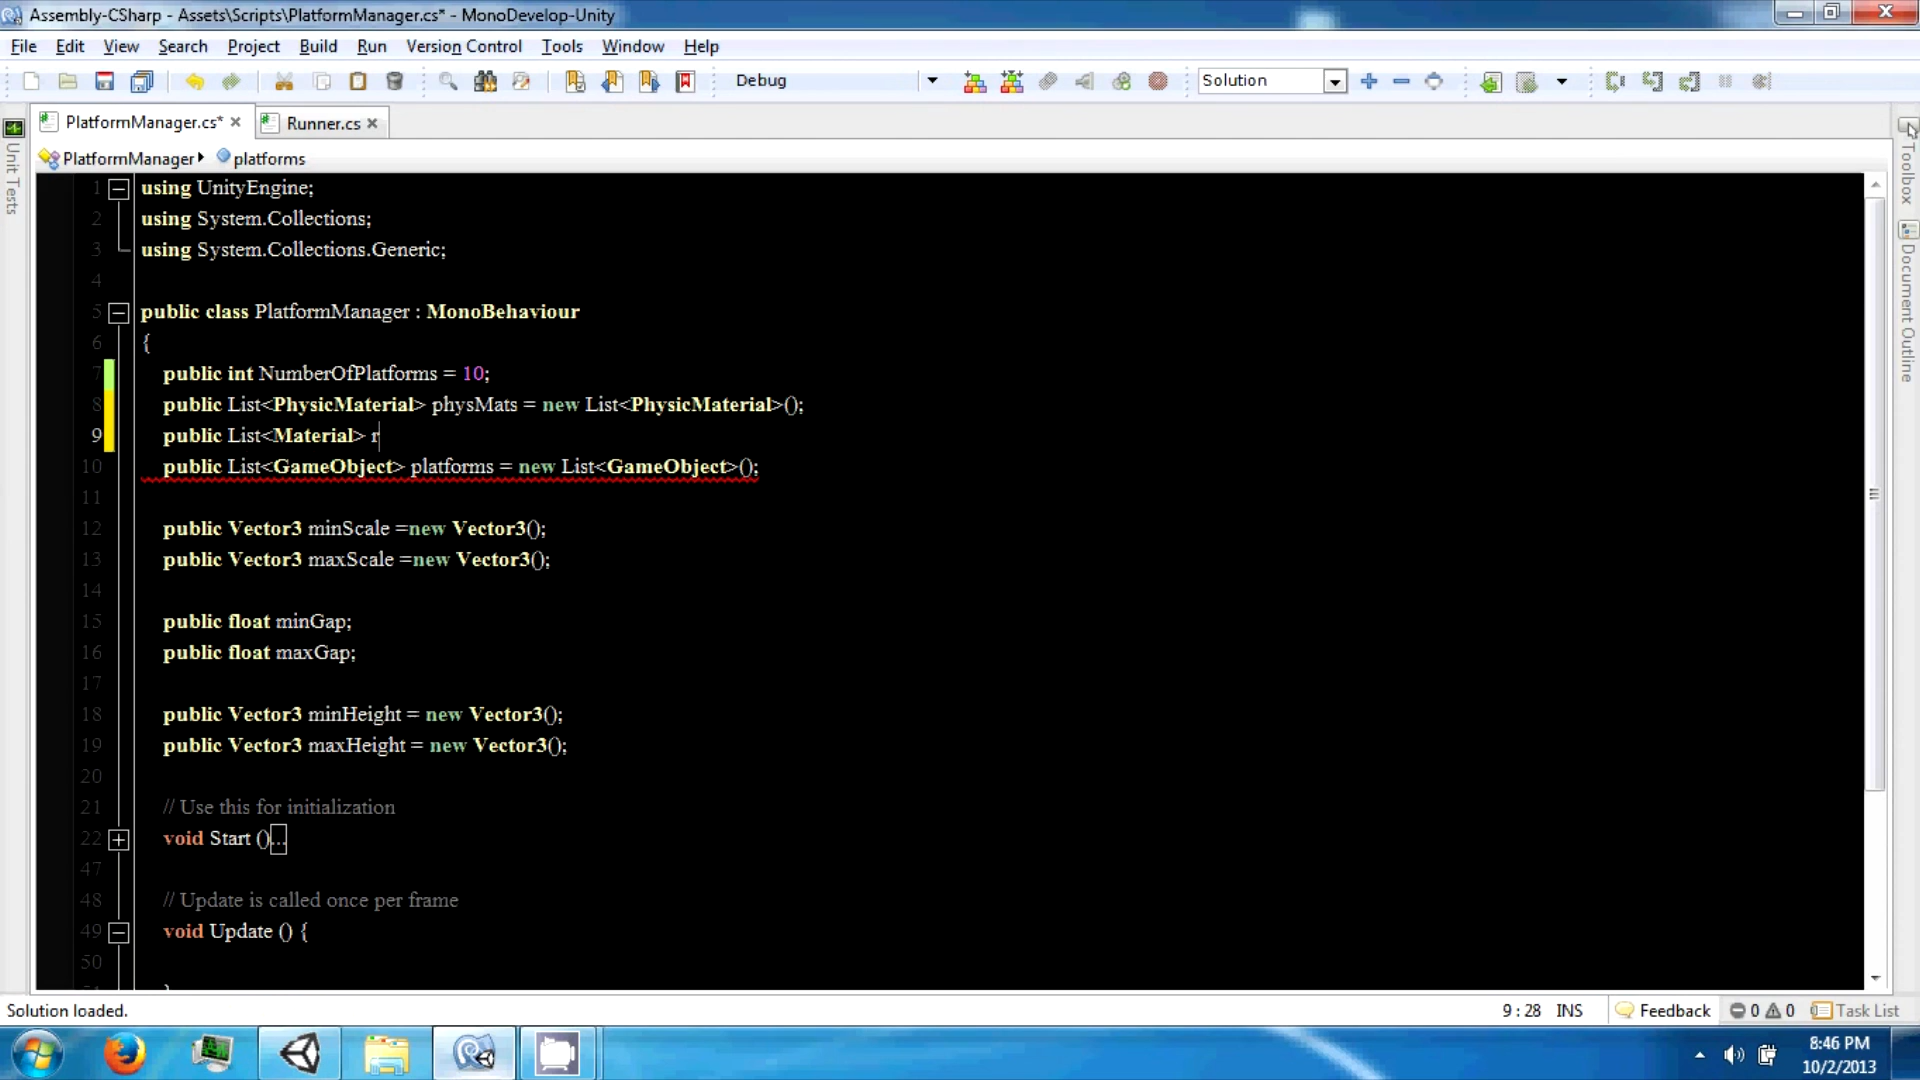 Assembly-CSharp - Assets\Scripts\PlatformManager.cs* - MonoDevelop-Unity
File Edit View Search Project Build Run Version Control Tools Window Help
Debug Solution
PlatformManager.cs* Runner.cs
PlatformManager platforms
Unit Tests
Toolbox
Document Outline
1 using UnityEngine;
2 using System.Collections;
3 using System.Collections.Generic;
4
5 public class PlatformManager : MonoBehaviour
6 {
7 public int NumberOfPlatforms = 10;
8 public List<PhysicMaterial> physMats = new List<PhysicMaterial>();
9 public List<Material> r
10 public List<GameObject> platforms = new List<GameObject>();
11
12 public Vector3 minScale =new Vector3();
13 public Vector3 maxScale =new Vector3();
14
15 public float minGap;
16 public float maxGap;
17
18 public Vector3 minHeight = new Vector3();
19 public Vector3 maxHeight = new Vector3();
20
21 // Use this for initialization
22 void Start ()...
47
48 // Update is called once per frame
49 void Update () {
50
Solution loaded. 9 : 28 INS Feedback 0 0 Task List
8:46 PM
10/2/2013